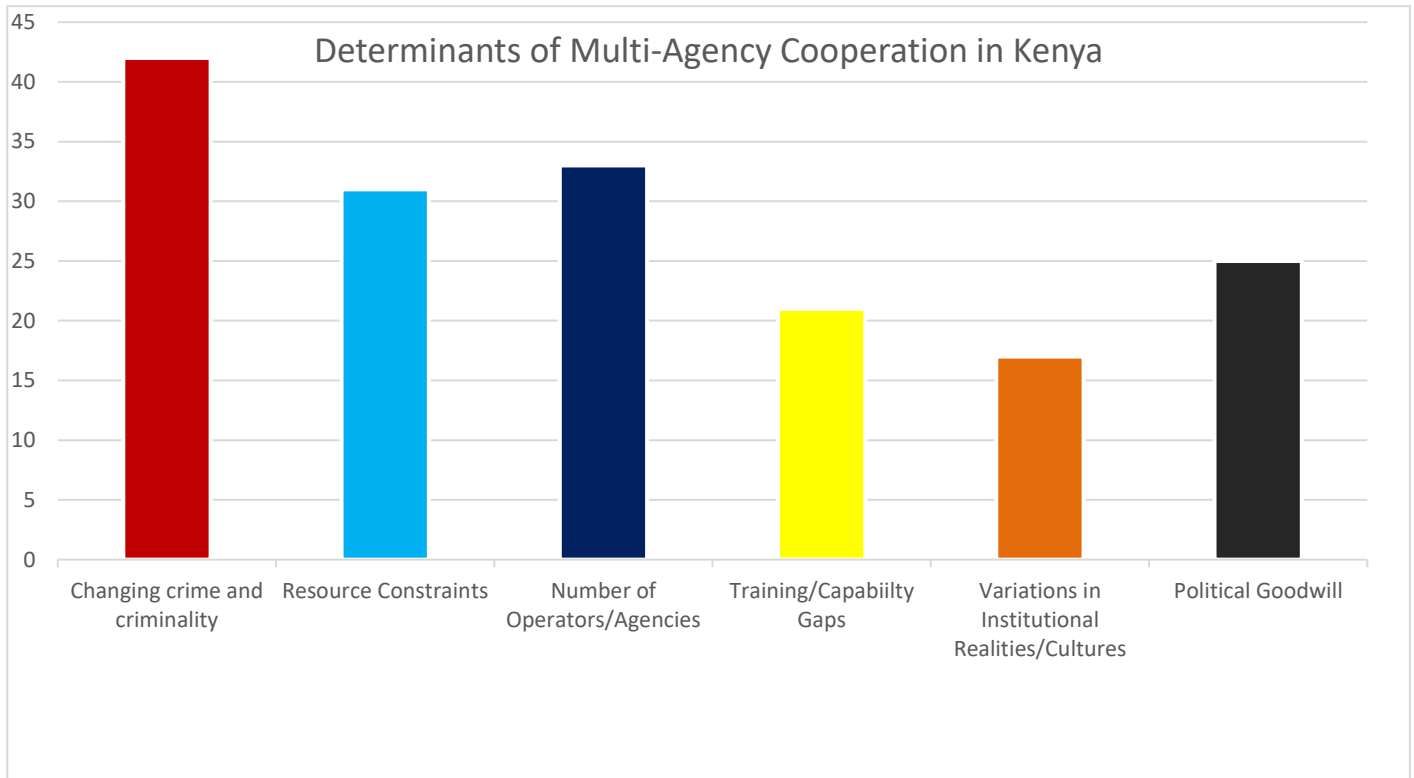 Determinants of Multi-Agency Cooperation in Kenya
45
40
35
30
25
20
15
10
5
0
Changing crime and
criminality
Resource Constraints
Number of
Operators/Agencies
Training/Capabiilty
Gaps
Variations in
Institutional
Realities/Cultures
Political Goodwill